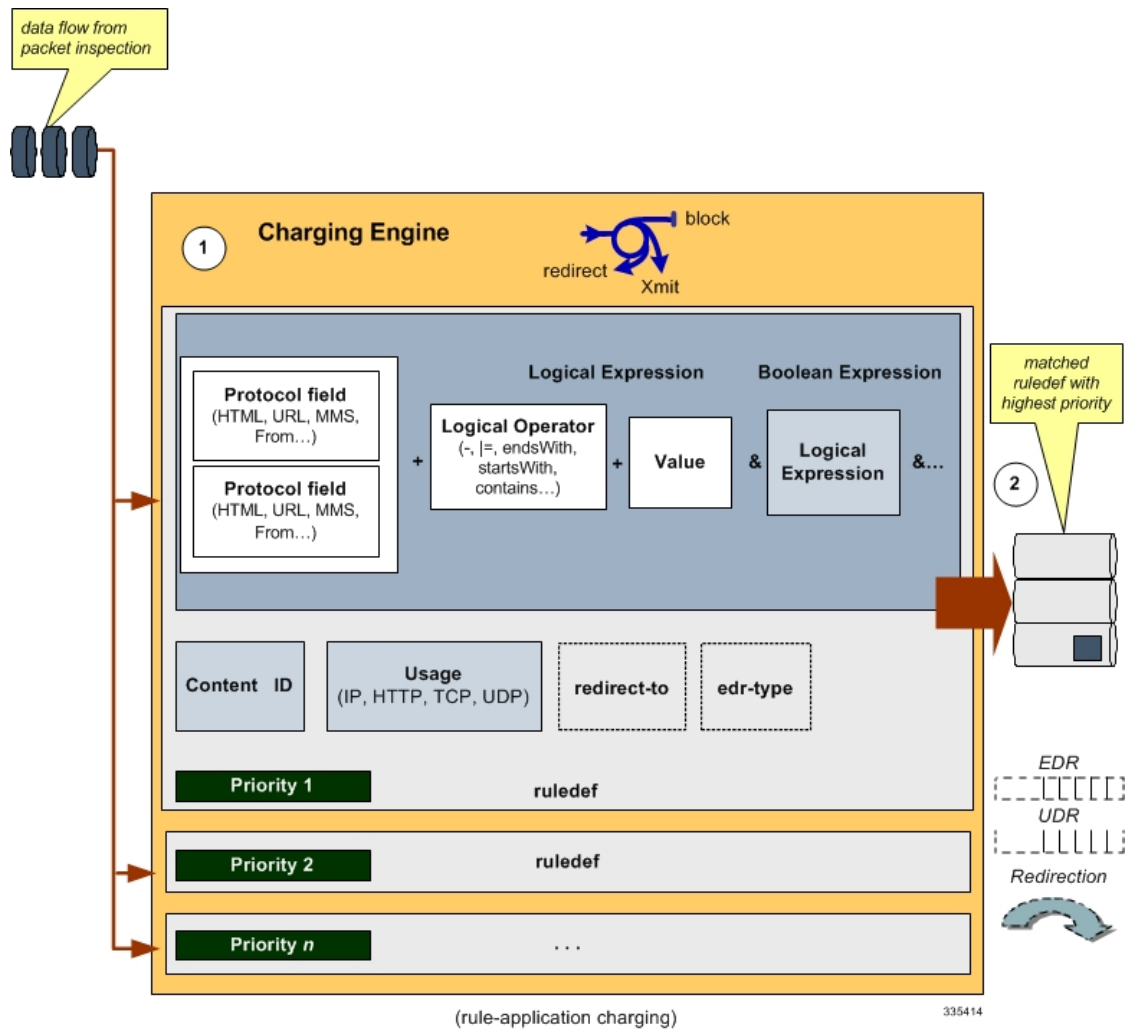 data flow from
packet inspection
1
Charging Engine
block
redirect
Xmit
Logical Expression
Boolean Expression
Protocol field
(HTML, URL, MMS,
From…)
Protocol field
(HTML, URL, MMS,
From…)
+
Logical Operator
(-, |=, endsWith,
startsWith,
contains…)
+
Value
&
Logical
Expression
&…
matched
ruledef with
highest priority
2
Content ID
Usage
(IP, HTTP, TCP, UDP)
redirect-to
edr-type
Priority 1
ruledef
Priority 2
ruledef
Priority n
. . .
EDR
UDR
Redirection
(rule-application charging)
335414